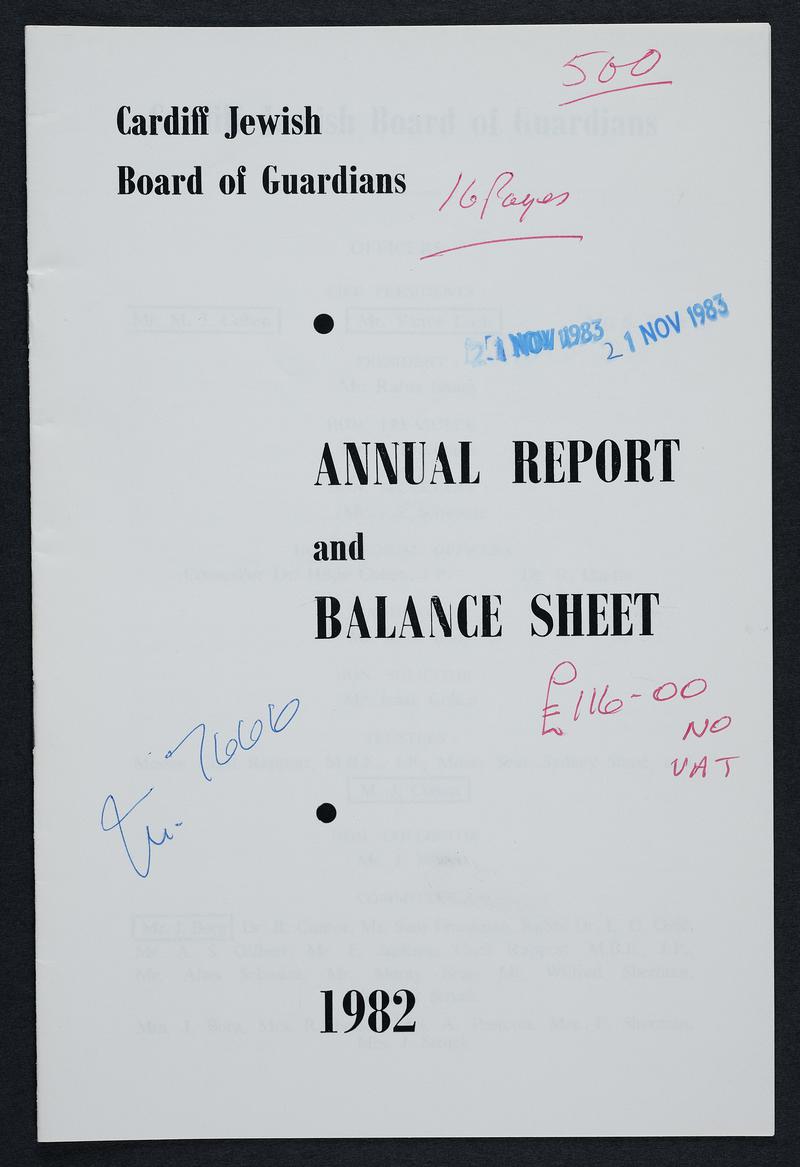 500
Cardiff Jewish
Board of Guardians
16 Pages
21 NOV 1983 21 NOV 1983
ANNUAL REPORT
and
BALANCE SHEET
£116-00
NO
VAT
7666
1982